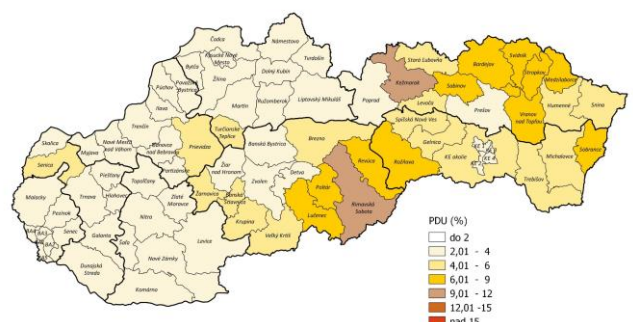 Čadca
Námestovo
Kysucké Nové
Mesto
Tvrdošín
Bytča
Považská
Bystrica
Žilina
Dolný Kubín
Púchov
Ilava
Martin
Ružomberok
Liptovský Mikuláš
Poprad
Kežmarok
Stará Ľubovňa
Bardejov
Svidník
Stropkov
Medzilaborce
Sabinov
Prešov
Levoča
Vranov
nad Topľou
Humenné
Snina
Spišská Nová Ves
Gelnica
KE okolie
Michalovce
Sobrance
Trebišov
Rožňava
Revúca
Rimavská
Sobota
Poltár
Lučenec
Brezno
Banská Bystrica
Detva
Zvolen
Krupina
Veľký Krtíš
Banská
Štiavnica
Žarnovica
Žiar
nad Hronom
Turčianske
Teplice
Prievidza
Partizánske
Bánovce
nad Bebravou
Trenčín
Nové Mesto
nad Váhom
Myjava
Skalica
Senica
Malacky
Pezinok
Senec
Trnava
Piešťany
Hlohovec
Topoľčany
Zlaté
Moravce
Nitra
Galanta
Šaľa
Levice
Nové Zámky
Dunajská
Streda
Komárno
PDU (%)
do 2
2,01 - 4
4,01 - 6
6,01 - 9
9,01 - 12
12,01 -15
nad 15